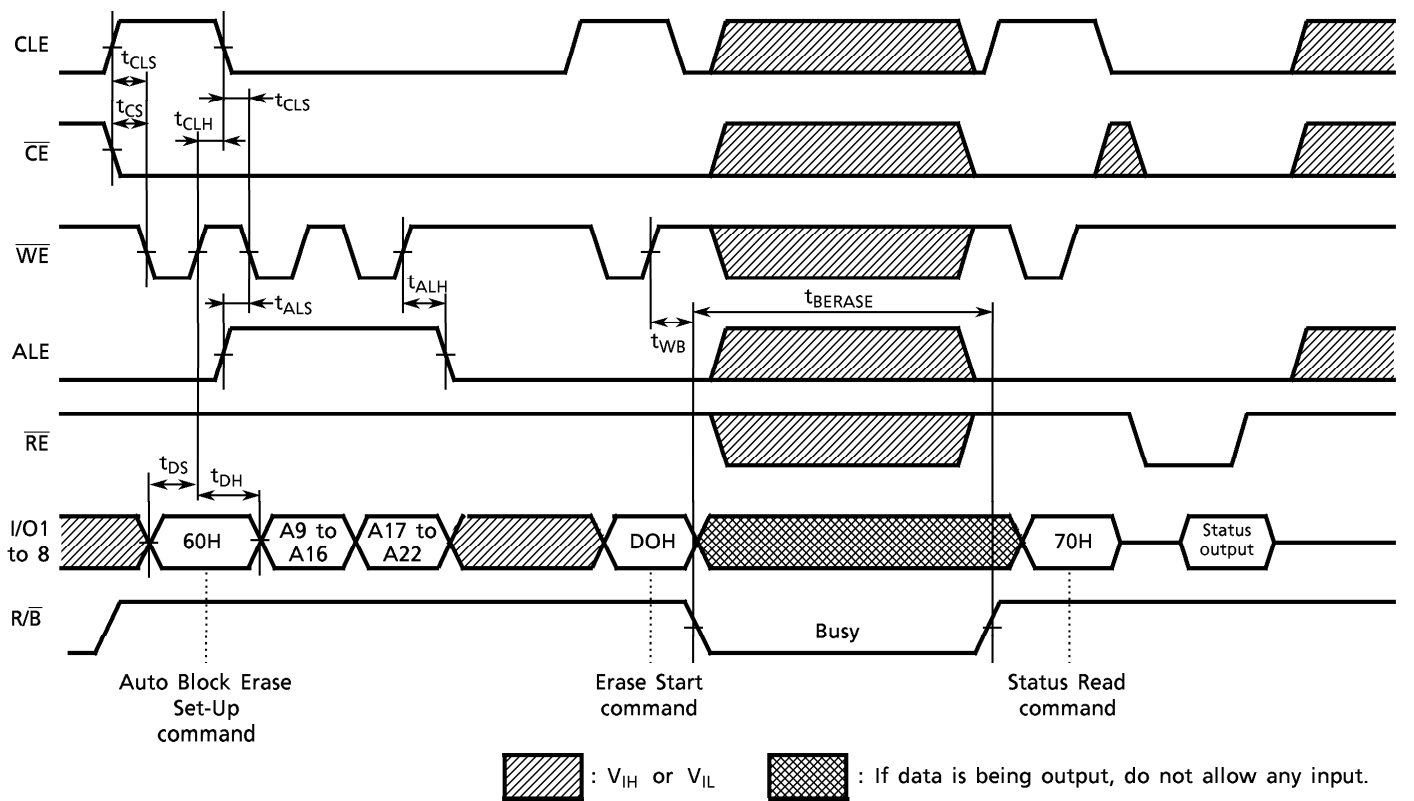 CLE
tCLS
tCS
tCLH
tCLS
CE
WE
tALS
tALH
tBERASE
tWB
ALE
RE
tDS
tDH
I/O1
to 8
60H
A9 to
A16
A17 to
A22
DOH
70H
Status
output
R/B
Busy
Auto Block Erase
Set-Up
command
Erase Start
command
Status Read
command
: VIH or VIL
: If data is being output, do not allow any input.